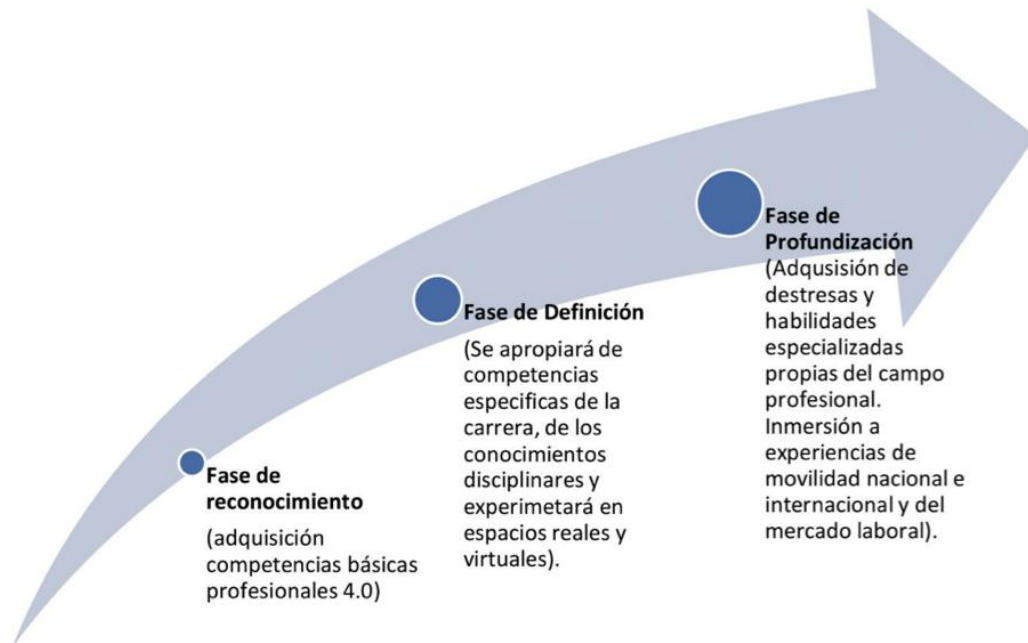 Fase de
reconocimiento
(adquisición
competencias básicas
profesionales 4.0)
Fase de Definición
(Se apropiará de
competencias
especificas de la
carrera, de los
conocimientos
disciplinares y
experimetará en
espacios reales y
virtuales).
Fase de
Profundización
(Adqusisión de
destresas y
habilidades
especializadas
propias del campo
profesional.
Inmersión a
experiencias de
movilidad nacional e
internacional y del
mercado laboral).